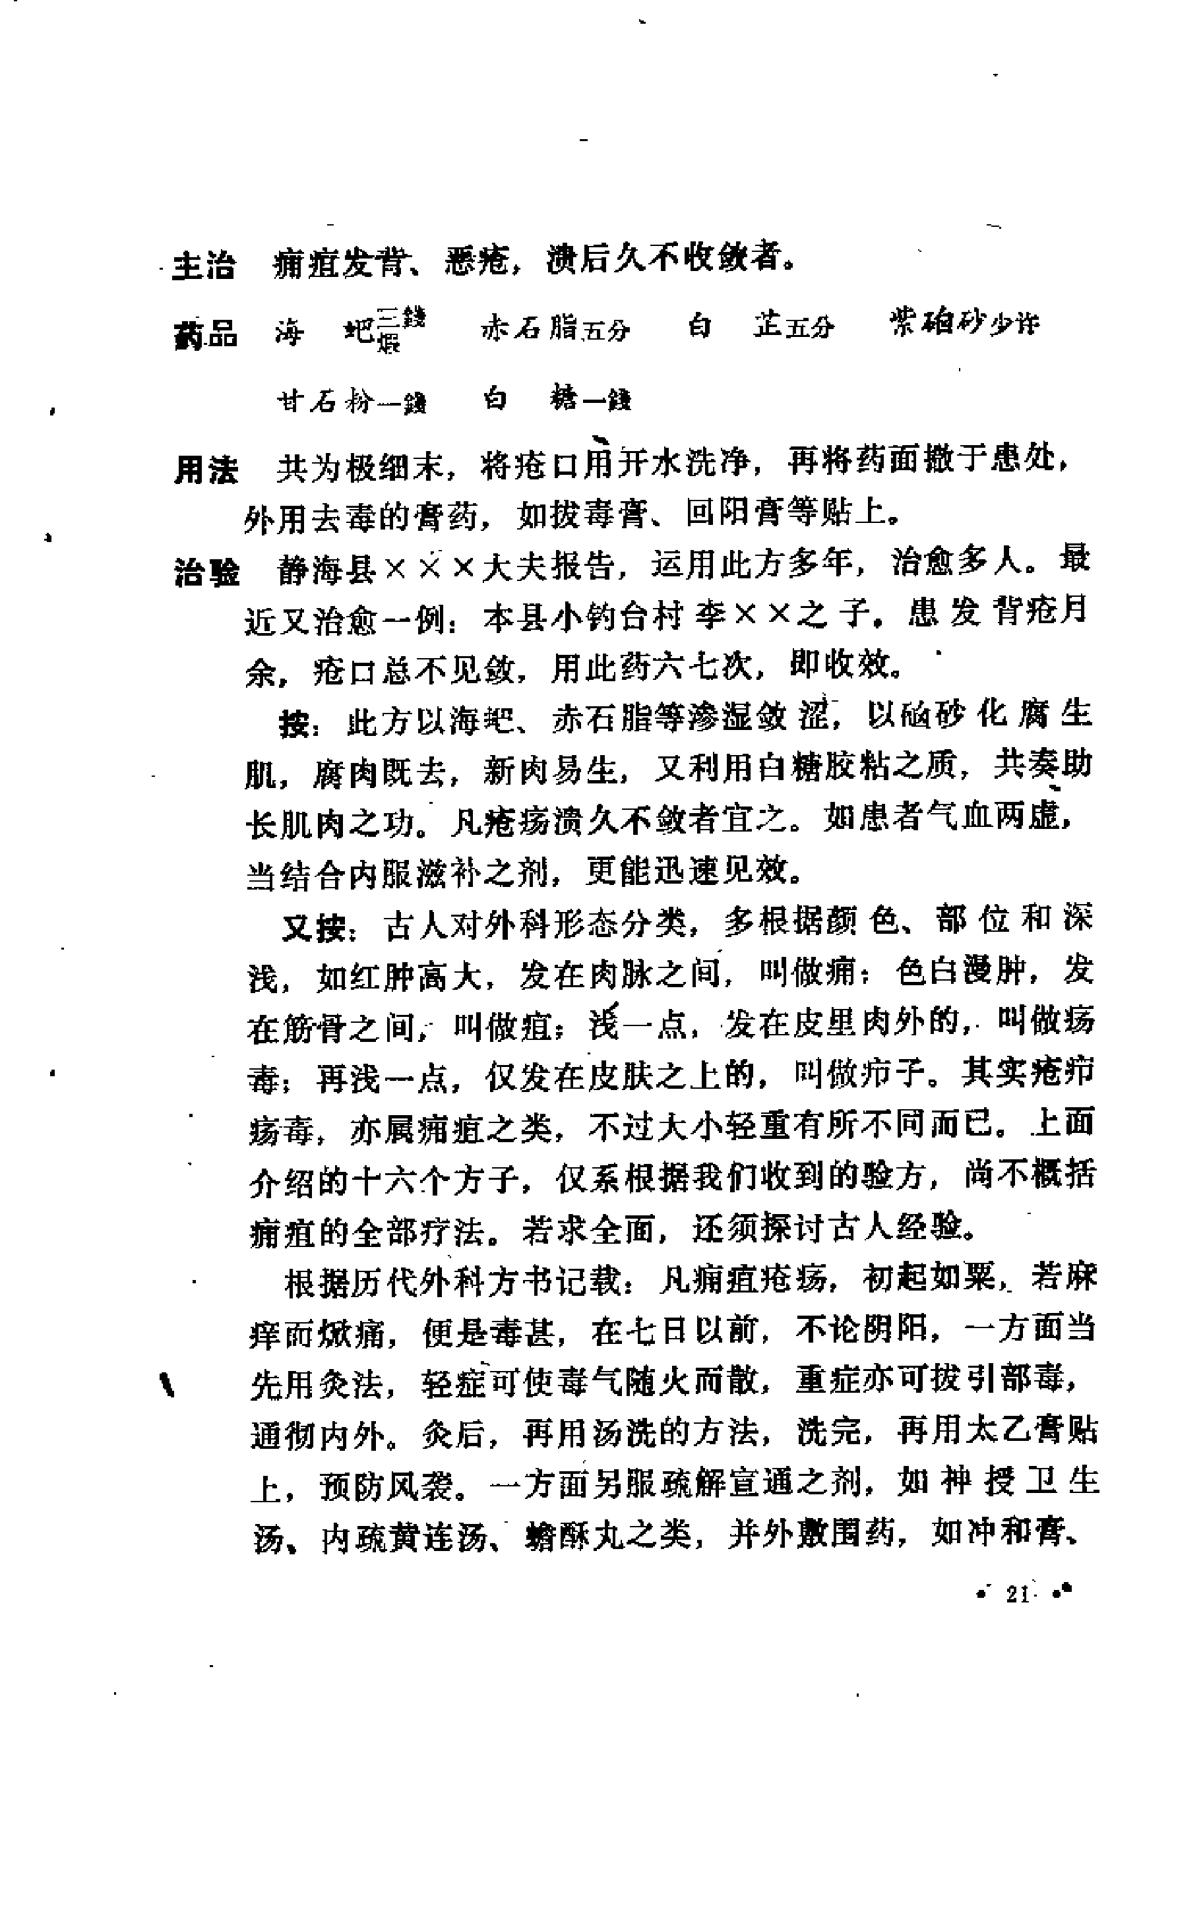 主治 痈疽发背、恶疮，溃后久不收敛者。
药品 海 𧵅三錢煅 赤石脂五分 白 芷五分 紫硇砂少许
甘石粉一錢 白 糖一錢
用法 共为极细末，将疮口用开水洗净，再将药面撒于患处，
外用去毒的膏药，如拔毒膏、回阳膏等贴上。
治验 静海县×××大夫报告，运用此方多年，治愈多人。最
近又治愈一例：本县小钓台村李××之子。患发背疮月
余，疮口总不见敛，用此药六七次，即收效。
按：此方以海𧵅、赤石脂等渗湿敛涩，以硇砂化腐生
肌，腐肉既去，新肉易生，又利用白糖胶粘之质，共奏助
长肌肉之功。凡疮疡溃久不敛者宜之。如患者气血两虚，
当结合内服滋补之剂，更能迅速见效。
又按：古人对外科形态分类，多根据颜色、部位和深
浅，如红肿高大，发在肉脉之间，叫做痈；色白漫肿，发
在筋骨之间，叫做疽；浅一点，发在皮里肉外的，叫做疡
毒；再浅一点，仅发在皮肤之上的，叫做疖子。其实疮疖
疡毒，亦属痈疽之类，不过大小轻重有所不同而已。上面
介绍的十六个方子，仅系根据我们收到的验方，尚不概括
痈疽的全部疗法。若求全面，还须探讨古人经验。
根据历代外科方书记载：凡痈疽疮疡，初起如粟，若麻
痒而焮痛，便是毒甚，在七日以前，不论阴阳，一方面当
先用灸法，轻症可使毒气随火而散，重症亦可拔引部毒，
通彻内外。灸后，再用汤洗的方法，洗完，再用太乙膏贴
上，预防风袭。一方面另服疏解宣通之剂，如神授卫生
汤、内疏黄连汤、蟾酥丸之类，并外敷围药，如冲和膏、
• 21 •